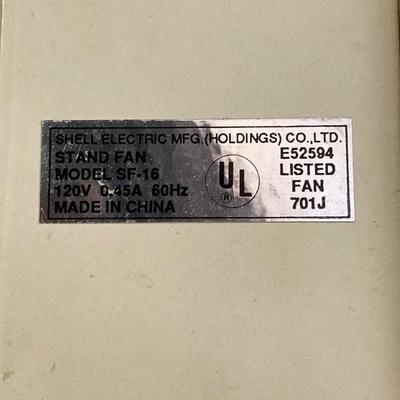 SHELL ELECTRIC MFG.(HOLDINGS) CO.,LTD.
STAND FAN
MODEL SF-16
120V 0.45A 60Hz
MADE IN CHINA
UL
®
E52594
LISTED
FAN
701J